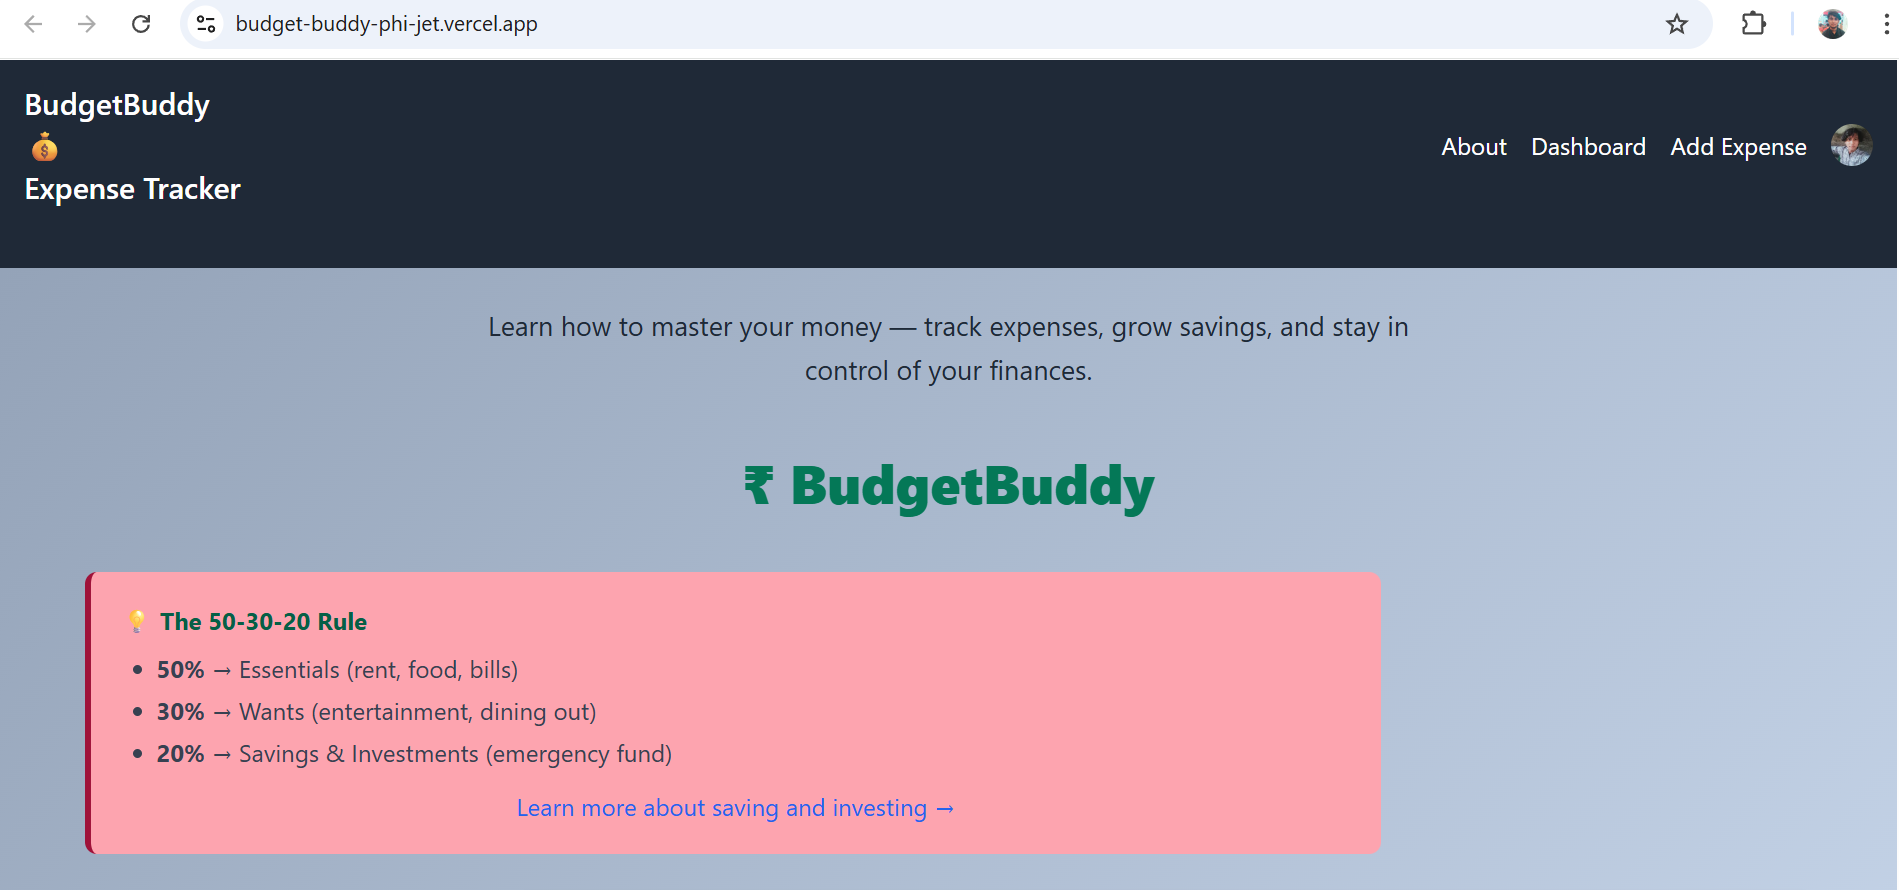 budget-buddy-phi-jet.vercel.app
BudgetBuddy
💰
Expense Tracker
About Dashboard Add Expense
Learn how to master your money — track expenses, grow savings, and stay in
control of your finances.
₹ BudgetBuddy
💡 The 50-30-20 Rule
• 50% → Essentials (rent, food, bills)
• 30% → Wants (entertainment, dining out)
• 20% → Savings & Investments (emergency fund)
Learn more about saving and investing →